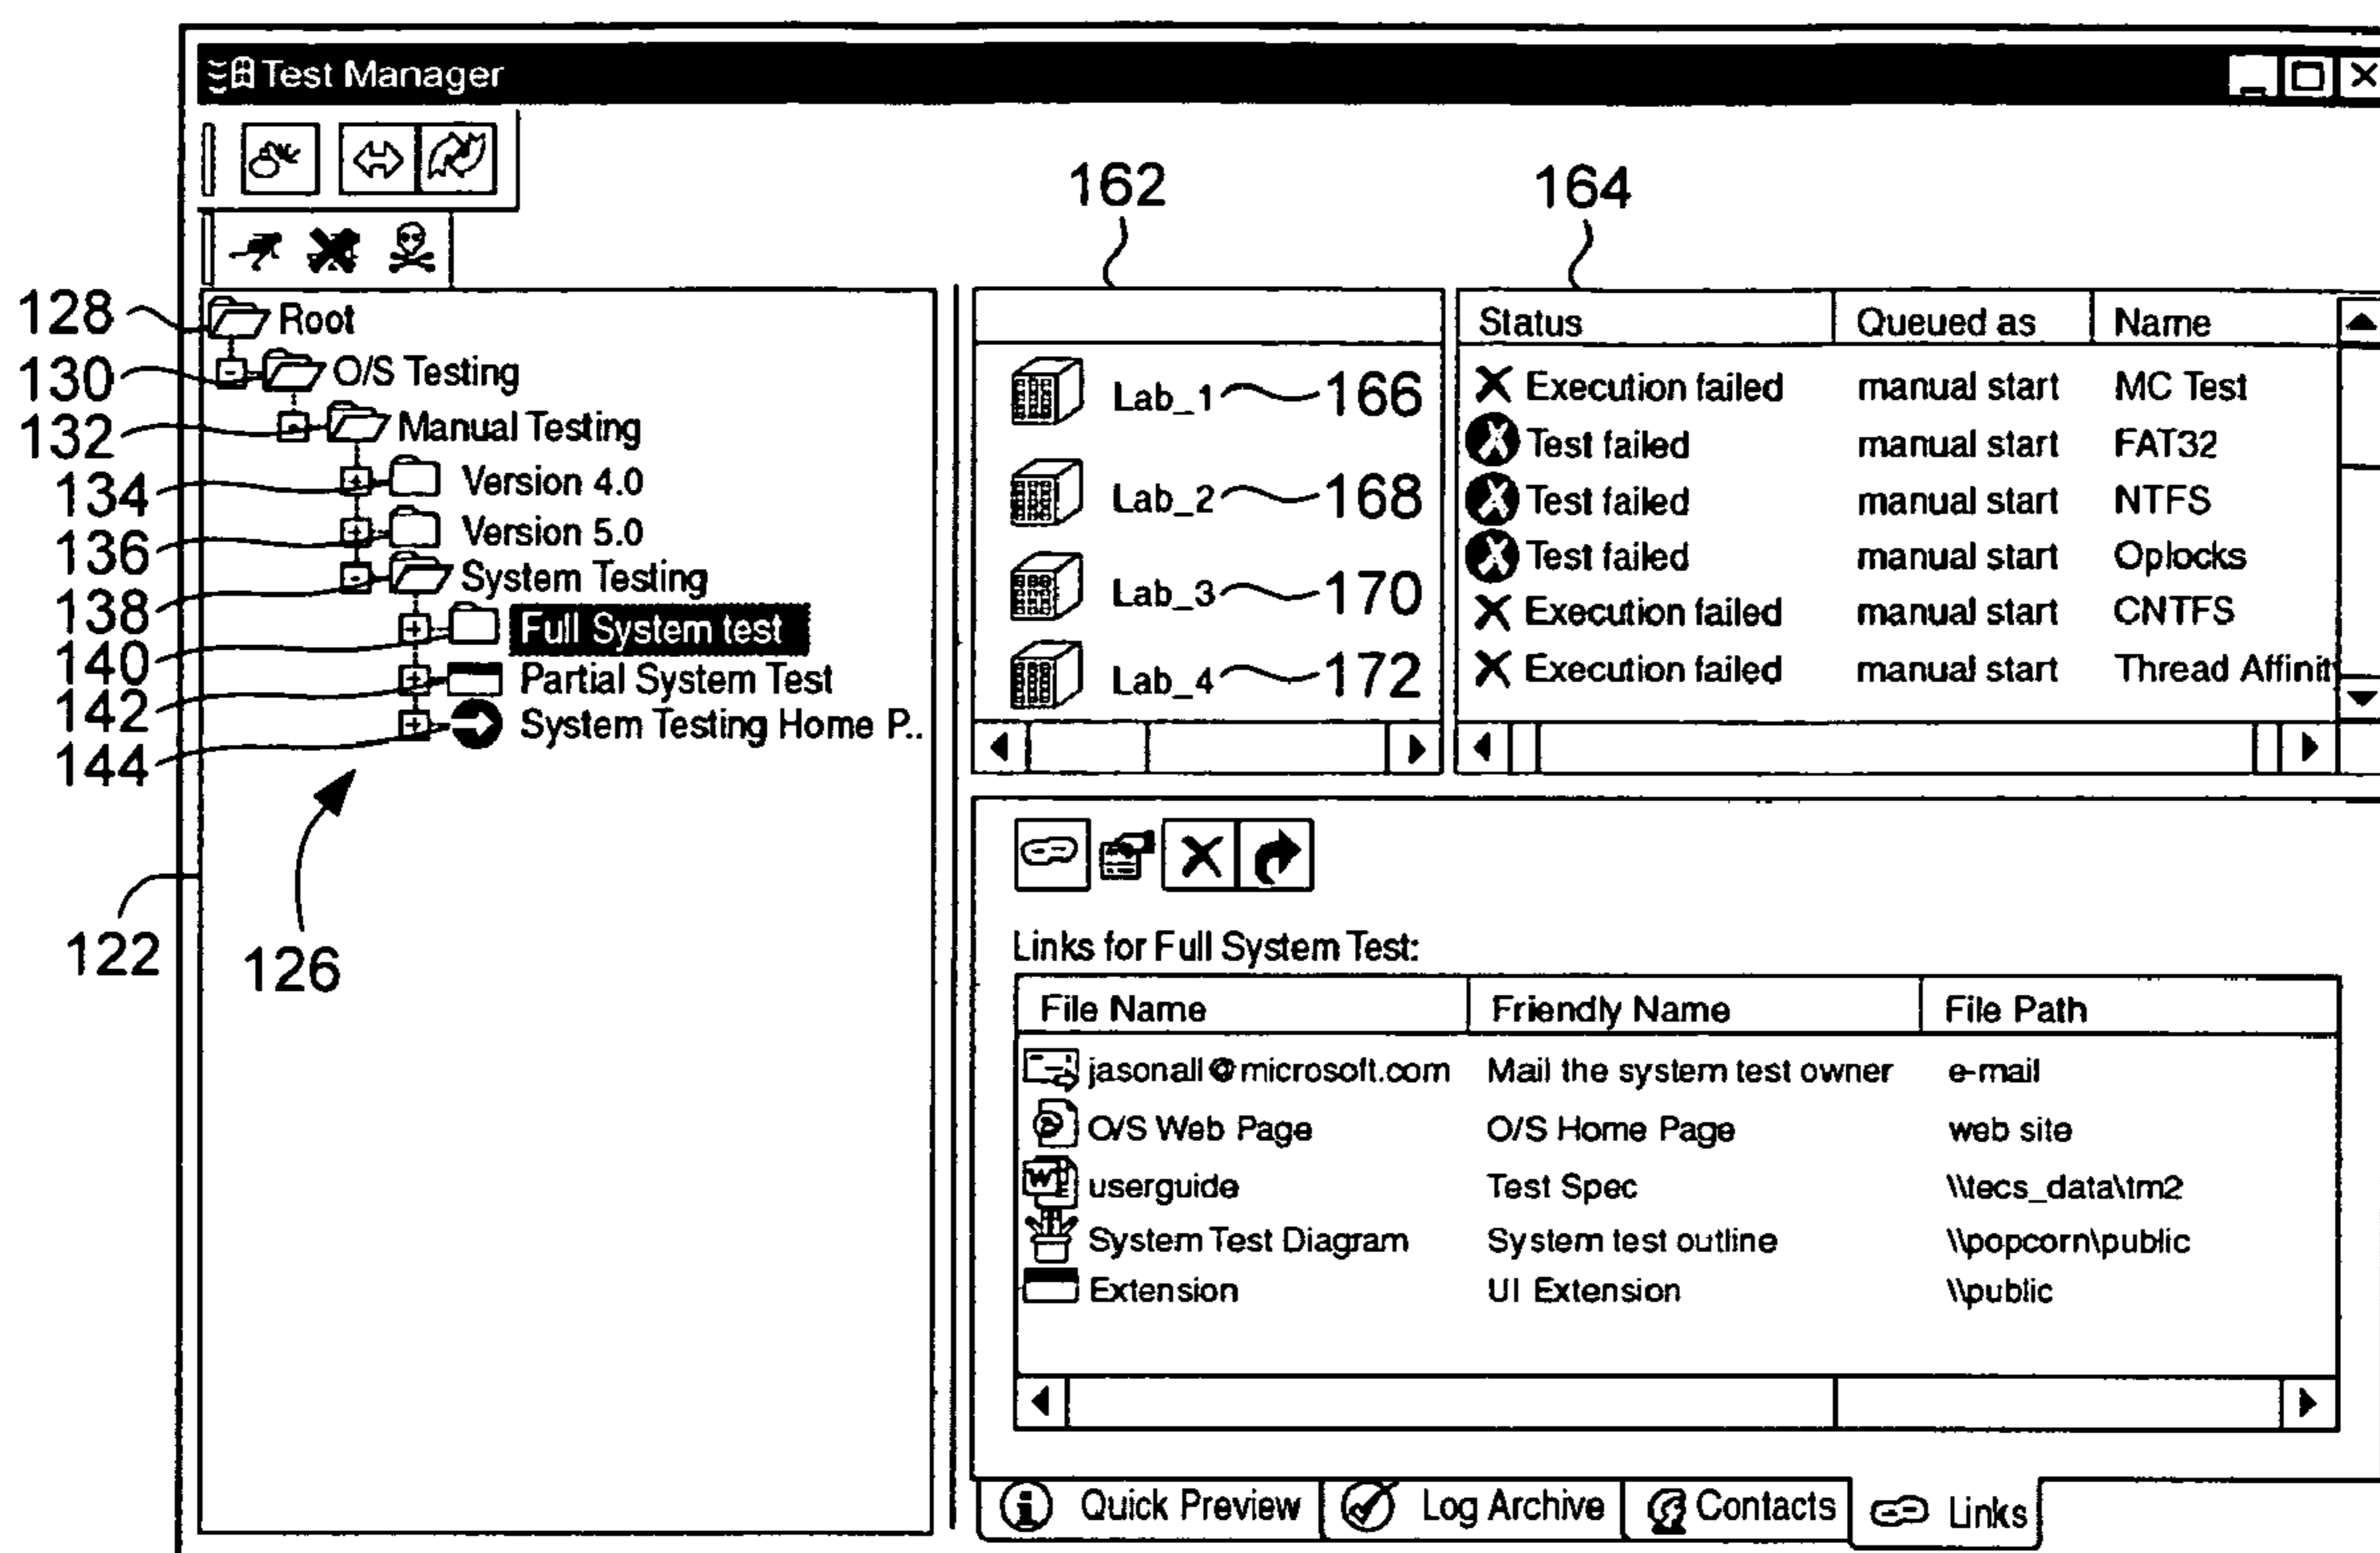 Test Manager
162
164
128
Root
130
O/S Testing
132
Manual Testing
134
Version 4.0
136
Version 5.0
138
System Testing
140
Full System test
142
Partial System Test
144
System Testing Home P..
122
126
Lab_1
166
Lab_2
168
Lab_3
170
Lab_4
172
Status Queued as Name
Execution failed manual start MC Test
Test failed manual start FAT32
Test failed manual start NTFS
Test failed manual start Oplocks
Execution failed manual start CNTFS
Execution failed manual start Thread Affinit
Links for Full System Test:
File Name Friendly Name File Path
jasonall@microsoft.com Mail the system test owner e-mail
O/S Web Page O/S Home Page web site
userguide Test Spec \\tecs_data\tm2
System Test Diagram System test outline \\popcorn\public
Extension UI Extension \\public
Quick Preview Log Archive Contacts Links